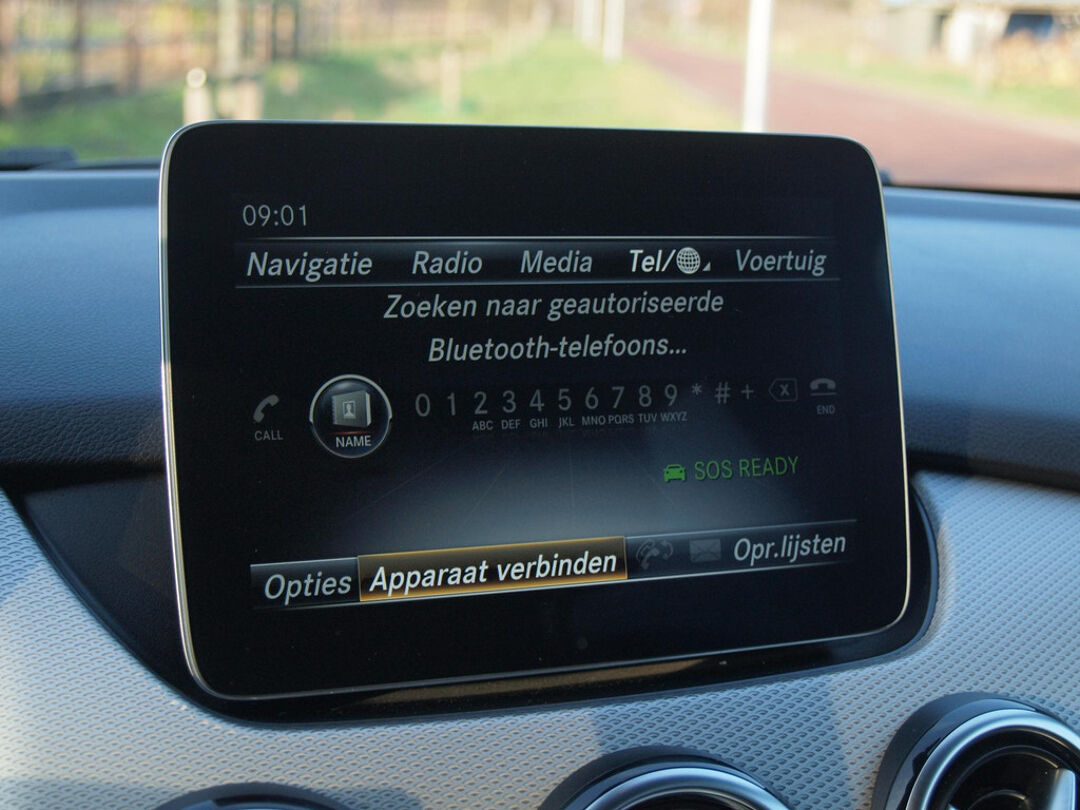 09:01
Navigatie Radio Media Tel/ Voertuig
Zoeken naar geautoriseerde
Bluetooth-telefoons...
CALL NAME 0 1 2 3 4 5 6 7 8 9 * # + X END
ABC DEF GHI JKL MNO PQRS TUV WXYZ
SOS READY
Opties Apparaat verbinden Opr.lijsten